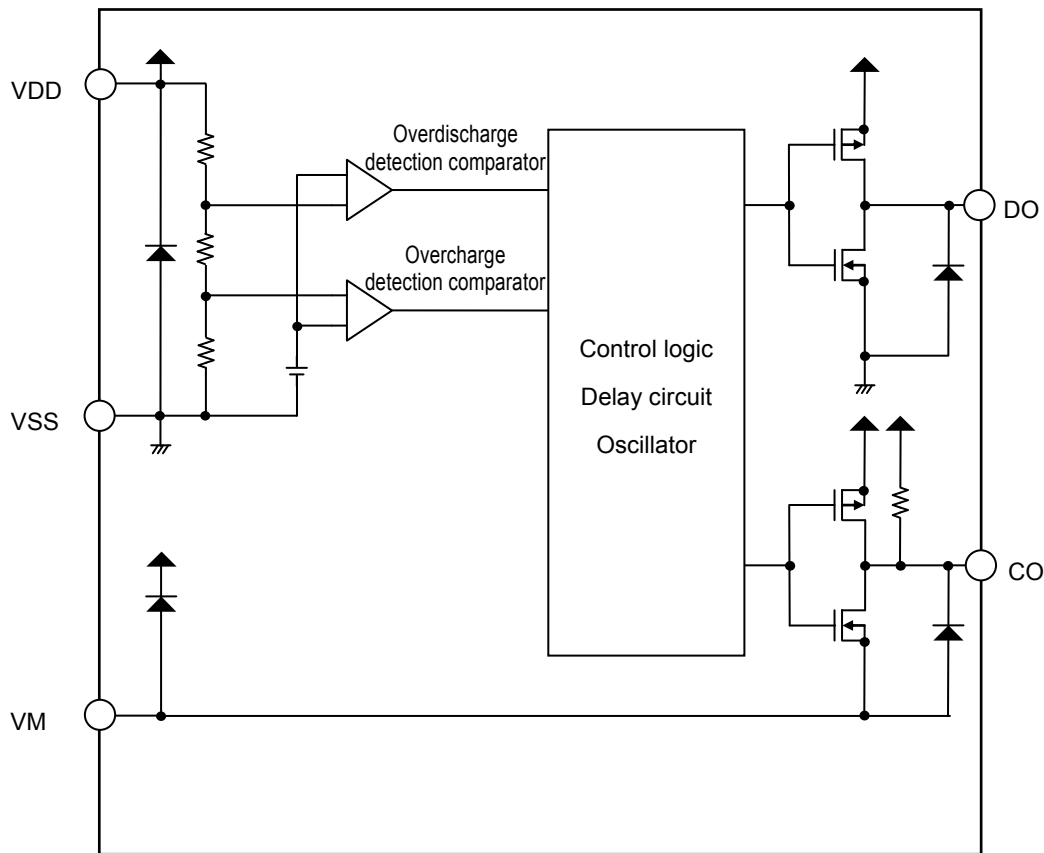 VDD
Overdischarge
detection comparator
DO
Overcharge
detection comparator
Control logic
Delay circuit
Oscillator
VSS
CO
VM